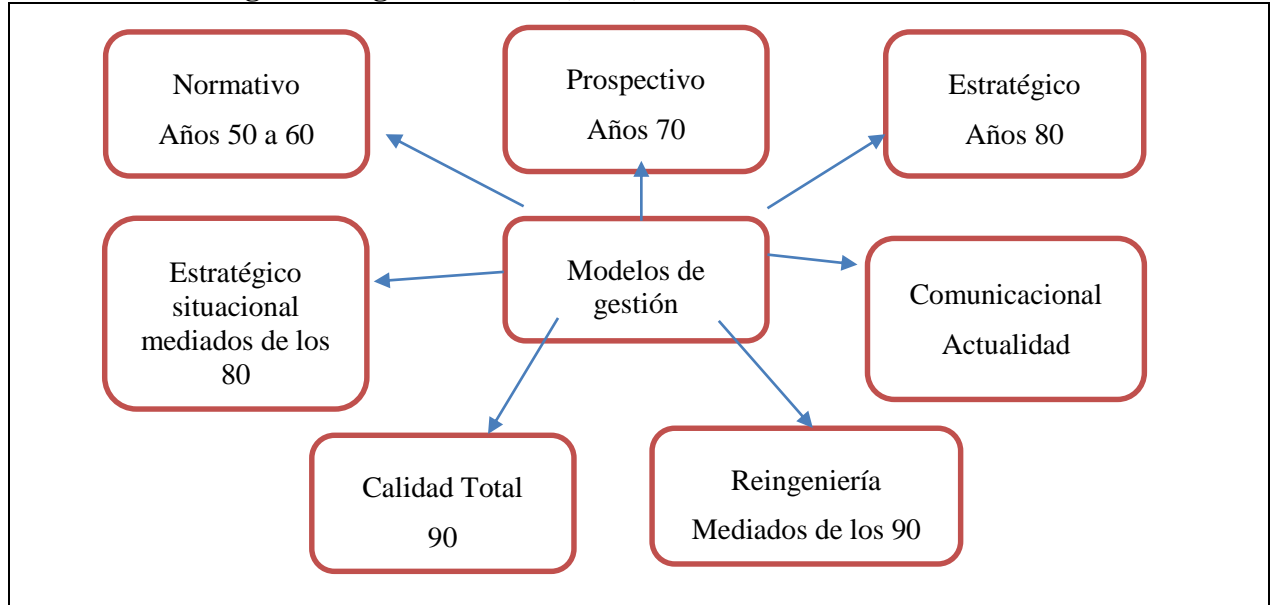 Normativo
Años 50 a 60
Prospectivo
Años 70
Estratégico
Años 80
Estratégico
situacional
mediados de los
80
Modelos de
gestión
Comunicacional
Actualidad
Calidad Total
90
Reingeniería
Mediados de los 90